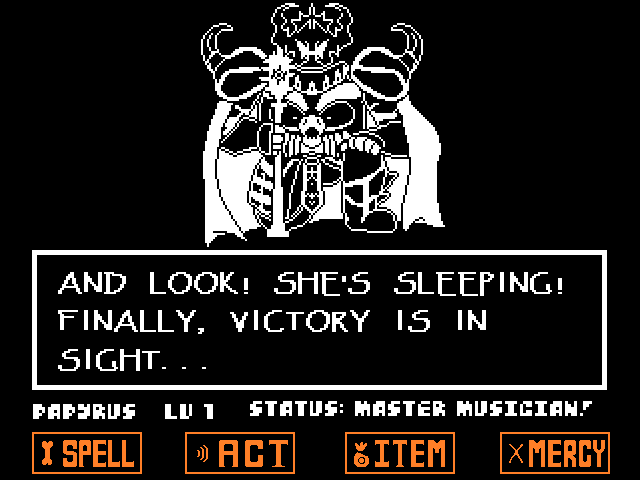 AND LOOK! SHE'S SLEEPING!
FINALLY, VICTORY IS IN
SIGHT...
PAPYRUS LV 1 STATUS: MASTER MUSICIAN!
SPELL ACT ITEM MERCY